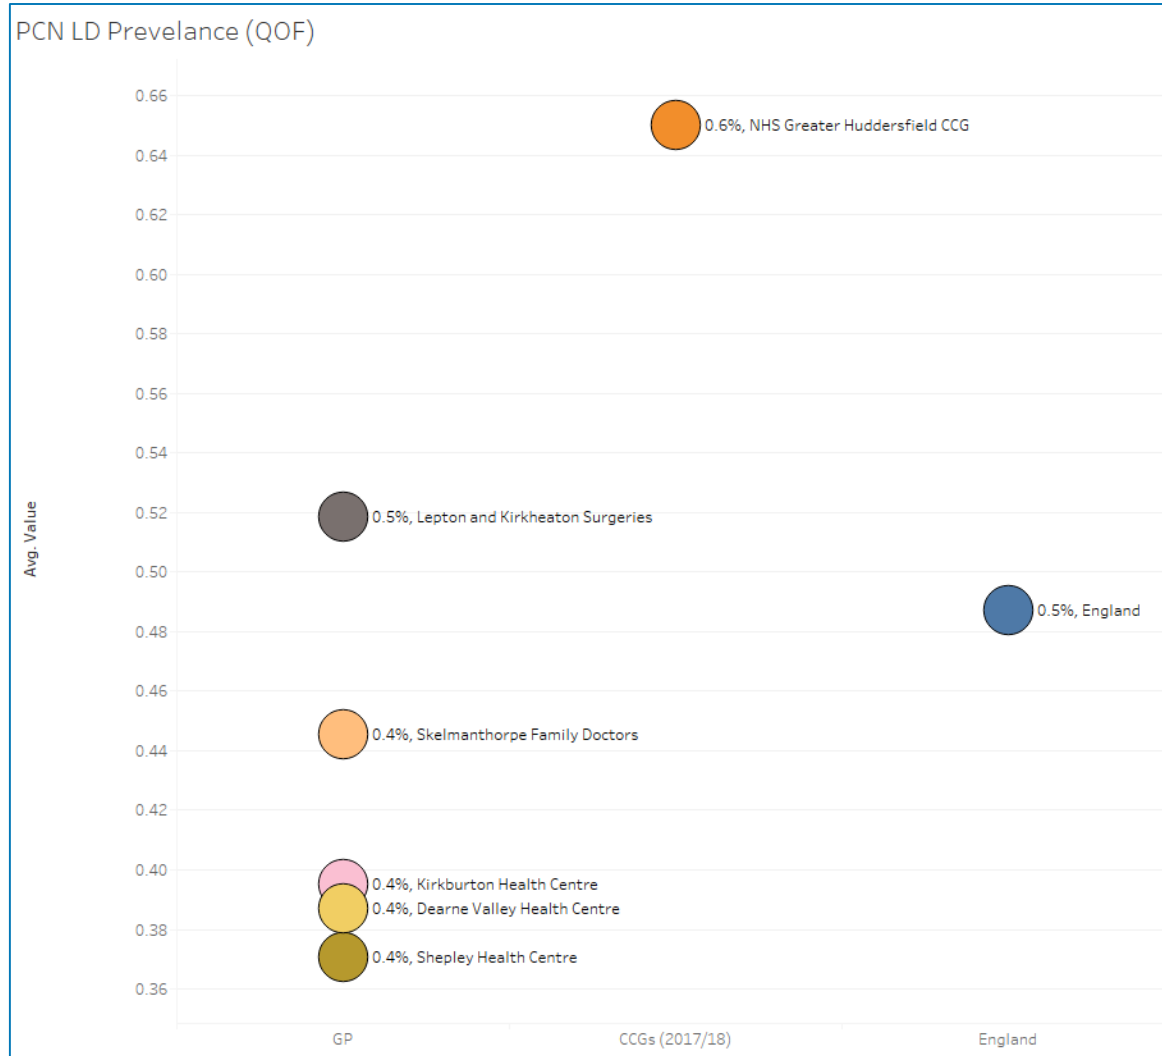 PCN LD Prevelance (QOF)
0.66
0.6%, NHS Greater Huddersfield CCG
0.64
0.62
0.60
0.58
0.56
0.54
0.52
0.5%, Lepton and Kirkheaton Surgeries
Avg. Value
0.50
0.5%, England
0.48
0.46
0.4%, Skelmanthorpe Family Doctors
0.44
0.42
0.40
0.4%, Kirkburton Health Centre
0.4%, Dearne Valley Health Centre
0.38
0.4%, Shepley Health Centre
0.36
GP CCGs (2017/18) England